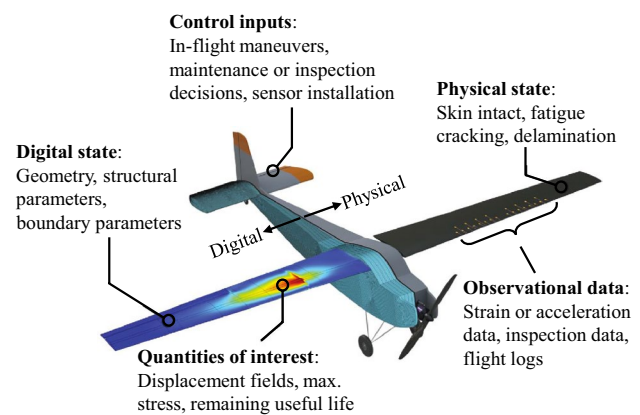 Control inputs:
In-flight maneuvers,
maintenance or inspection
decisions, sensor installation
Physical state:
Skin intact, fatigue
cracking, delamination
Digital state:
Geometry, structural
parameters,
boundary parameters
Physical
Digital
Observational data:
Strain or acceleration
data, inspection data,
flight logs
Quantities of interest:
Displacement fields, max.
stress, remaining useful life